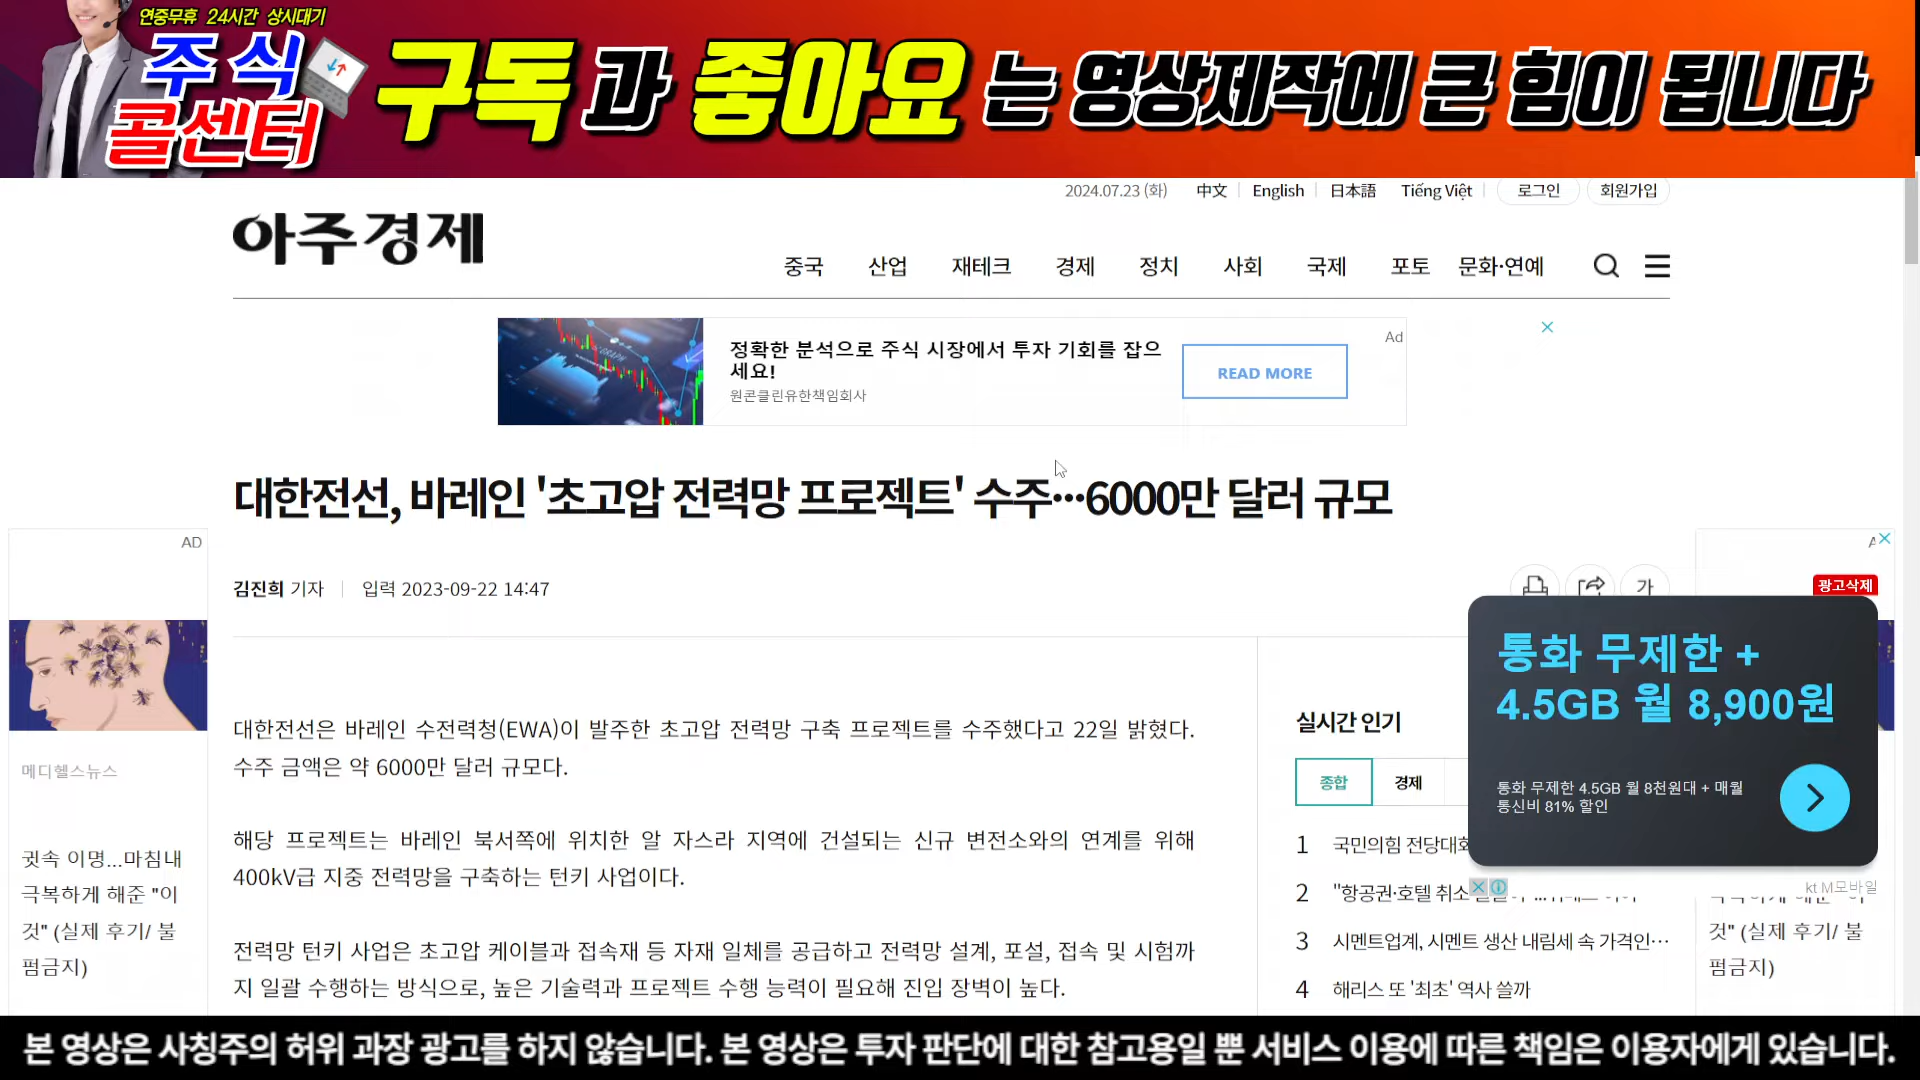 연중무휴 24시간 상시대기
주식
콜센터
구독과 좋아요는 영상제작에 큰 힘이 됩니다
2024.07.23 (화)
中文
English
日本語
Tiếng Việt
로그인
회원가입
아주경제
중국 산업 재테크 경제 정치 사회 국제 포토 문화·연예
정확한 분석으로 주식 시장에서 투자 기회를 잡으
세요!
원콘클린유한책임회사
READ MORE
Ad
대한전선, 바레인 '초고압 전력망 프로젝트' 수주…6000만 달러 규모
김진희 기자
입력 2023-09-22 14:47
가
AD
메디헬스뉴스
귓속 이명...마침내
극복하게 해준 "이
것" (실제 후기/ 불
펌금지)
대한전선은 바레인 수전력청(EWA)이 발주한 초고압 전력망 구축 프로젝트를 수주했다고 22일 밝혔다.
수주 금액은 약 6000만 달러 규모다.
해당 프로젝트는 바레인 북서쪽에 위치한 알 자스라 지역에 건설되는 신규 변전소와의 연계를 위해
400kV급 지중 전력망을 구축하는 턴키 사업이다.
전력망 턴키 사업은 초고압 케이블과 접속재 등 자재 일체를 공급하고 전력망 설계, 포설, 접속 및 시험까
지 일괄 수행하는 방식으로, 높은 기술력과 프로젝트 수행 능력이 필요해 진입 장벽이 높다.
실시간 인기
종합
경제
1 국민의힘 전당대회
2 "항공권·호텔 취소
3 시멘트업계, 시멘트 생산 내림세 속 가격인…
4 해리스 또 '최초' 역사 쓸까
광고삭제
통화 무제한 +
4.5GB 월 8,900원
통화 무제한 4.5GB 월 8천원대 + 매월
통신비 81% 할인
kt M모바일
것" (실제 후기/ 불
펌금지)
본 영상은 사칭주의 허위 과장 광고를 하지 않습니다. 본 영상은 투자 판단에 대한 참고용일 뿐 서비스 이용에 따른 책임은 이용자에게 있습니다.